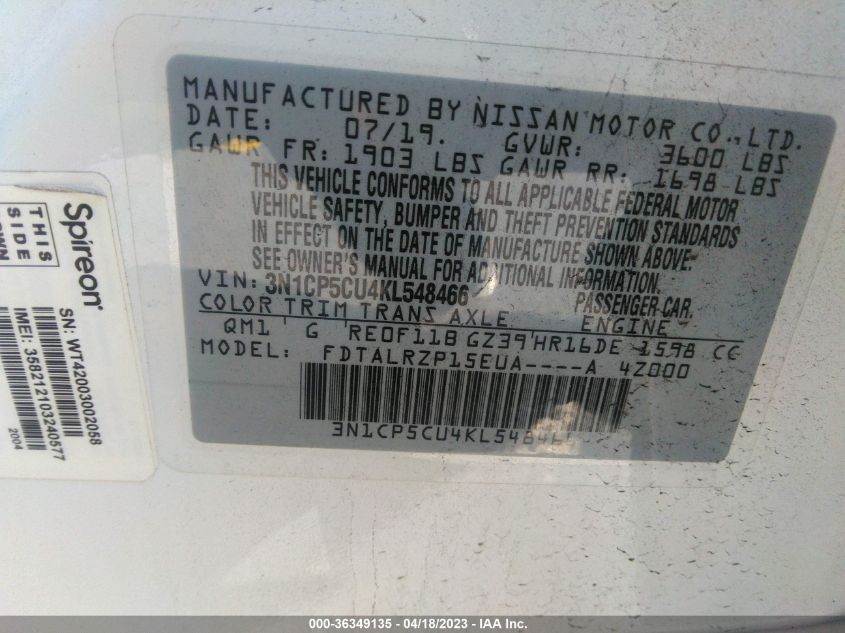 MANUFACTURED BY NISSAN MOTOR CO., LTD.
DATE: 07/19. GVWR: 3600 LBS
GAWR FR: 1903 LBS GAWR RR: 1698 LBS
THIS VEHICLE CONFORMS TO ALL APPLICABLE FEDERAL MOTOR
VEHICLE SAFETY, BUMPER AND THEFT PREVENTION STANDARDS
IN EFFECT ON THE DATE OF MANUFACTURE SHOWN ABOVE.
SEE OWNER'S MANUAL FOR ADDITIONAL INFORMATION.
VIN: 3N1CP5CU4KL548466 PASSENGER CAR.
COLOR TRIM TRANS AXLE ENGINE
QM1 G RE0F11B GZ39 HR16DE 1598 CC
MODEL: FDTALRZP15EUA----A 4Z000
3N1CP5CU4KL54846
THIS
SIDE
Spireon
SN: WT42003002058
IMEI: 358212103240577
2004
000-36349135 - 04/18/2023 - IAA Inc.